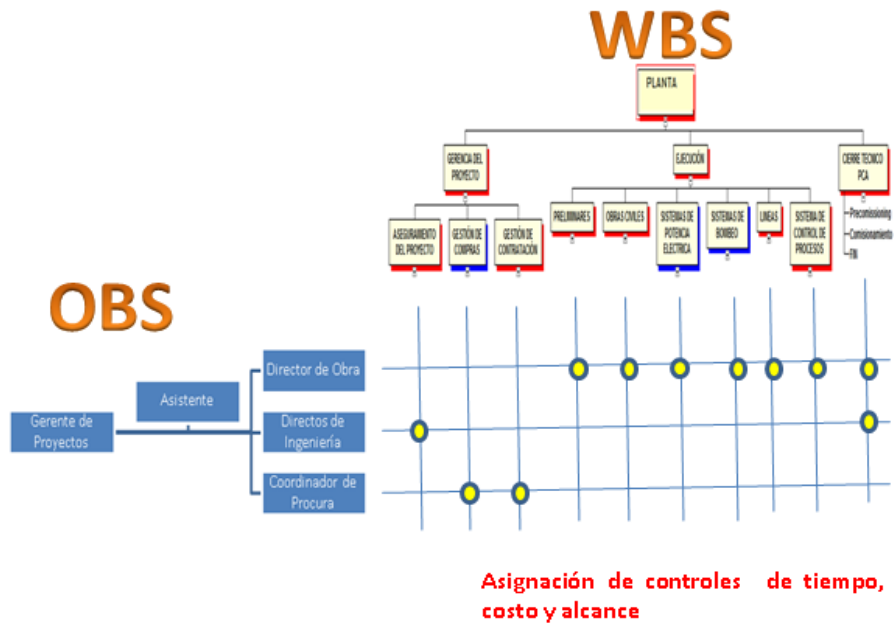 WBS
PLANTA
GERENCIA DEL
PROYECTO
EJECUCIÓN
CIERRE TECNICO
PCA
ASEGURAMIENTO
DEL PROYECTO
GESTIÓN DE
COMPRAS
GESTIÓN DE
CONTRATACIÓN
PRELIMINARES
OBRAS CIVILES
SISTEMAS DE
POTENCIA
ELECTRICA
SISTEMAS DE
BOMBEO
LINEAS
SISTEMA DE
CONTROL DE
PROCESOS
Precomissioning
Comisionamiento
FIN
OBS
Gerente de
Proyectos
Asistente
Director de Obra
Directos de
Ingeniería
Coordinador de
Procura
Asignación de controles de tiempo,
costo y alcance